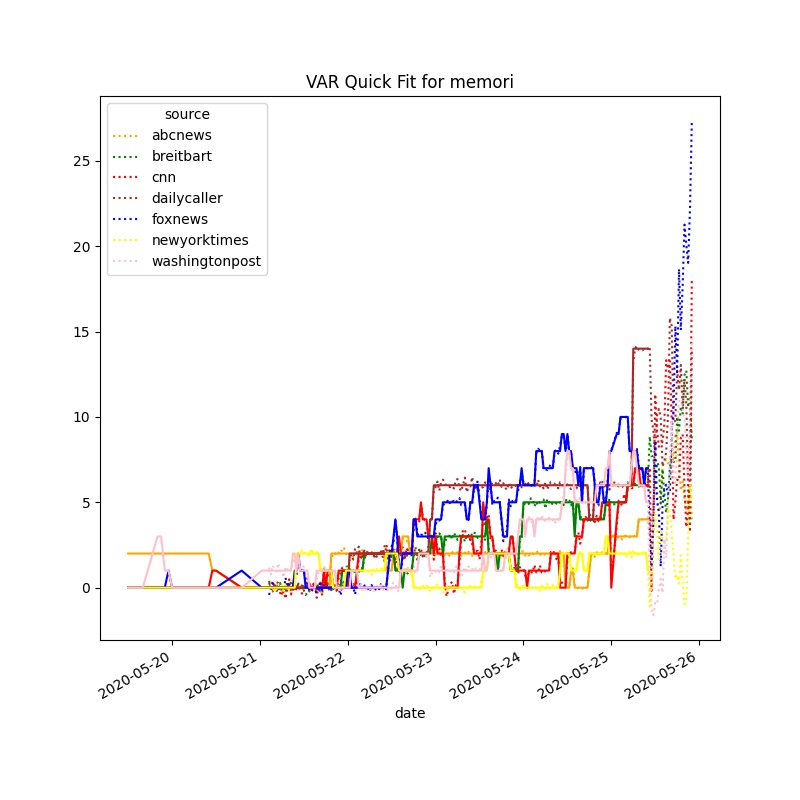 VAR Quick Fit for memori
source
abcnews
breitbart
cnn
dailycaller
foxnews
newyorktimes
washingtonpost
25
20
15
10
5
0
2020-05-20
2020-05-21
2020-05-22
2020-05-23
2020-05-24
2020-05-25
2020-05-26
date